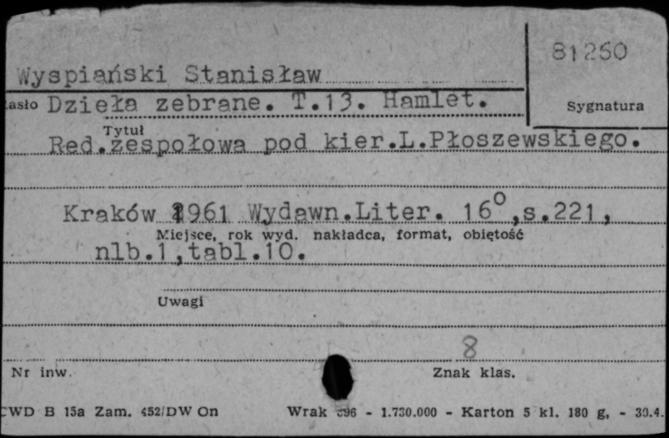 81250
Wyspiański Stanisław
asło Dzieła zebrane. T.13. Hamlet.
Sygnatura
Tytuł
Red.zespołowa pod kier.L.Płoszewskiego.
Kraków 1961 Wydawn.Liter. 16°,s.221,
Miejsce, rok wyd. nakładca, format, objętość
nlb.1,tabl.10.
Uwagi
8
Nr inw.
Znak klas.
CWD B 15a Zam. 452/DW On Wrak 396 - 1.730.000 - Karton 5 kl. 180 g, - 30.4.